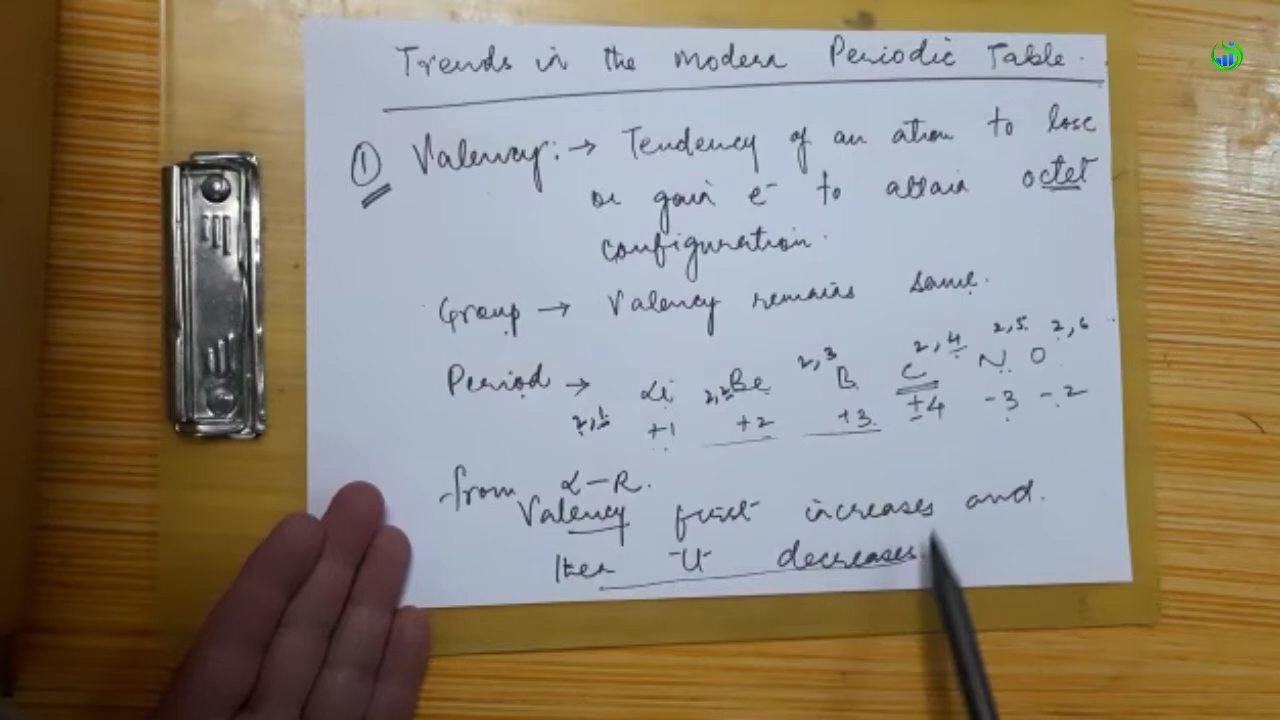 Trends in the modern Periodic Table.
① Valency: → Tendency of an atom to lose
or gain e⁻ to attain octet
configuration.
Group → Valency remains same.
2,1 2,2 2,3 2,4 2,5 2,6
Period → Li Be B C N O
+1 +2 +3 ±4 -3 -2
from L-R.
Valency first increases and
then it decreases.